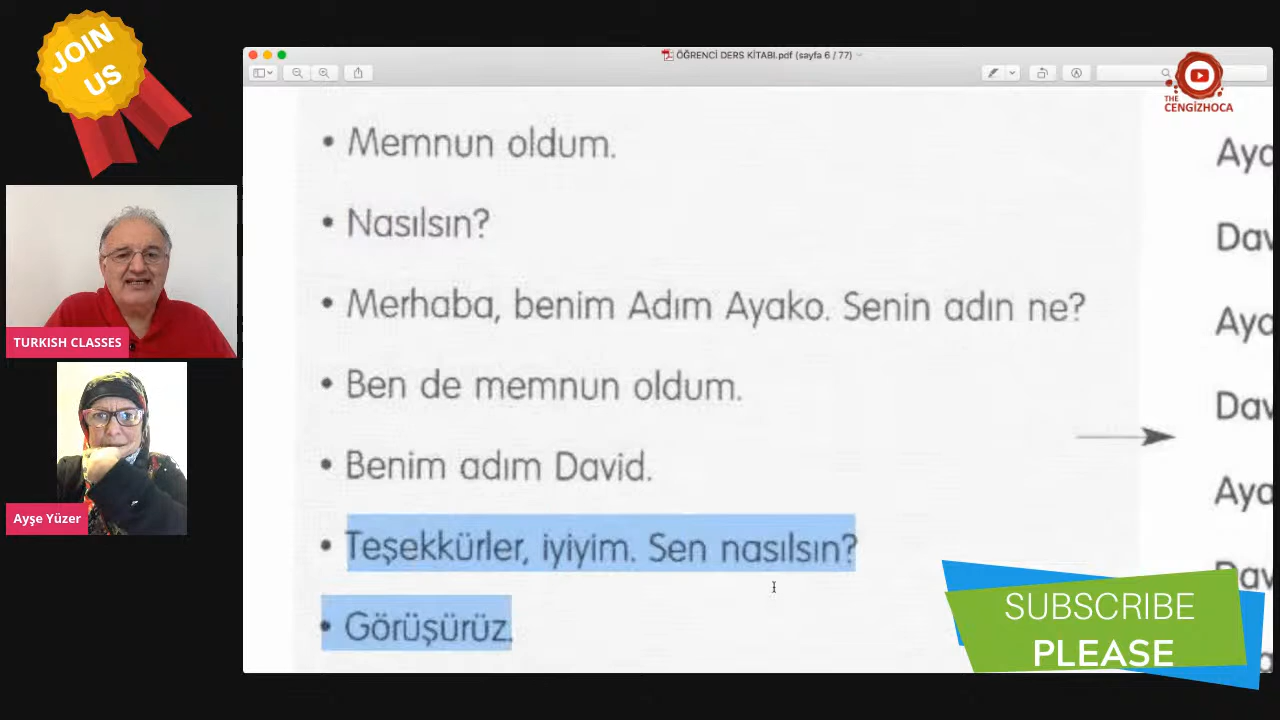 JOIN
US
ÖĞRENCİ DERS KİTABI.pdf (sayfa 6 / 77)
THE
CENGİZHOCA
• Memnun oldum.
• Nasılsın?
• Merhaba, benim Adım Ayako. Senin adın ne?
• Ben de memnun oldum.
• Benim adım David.
• Teşekkürler, iyiyim. Sen nasılsın?
• Görüşürüz.
TURKISH CLASSES
Ayşe Yüzer
SUBSCRIBE
PLEASE